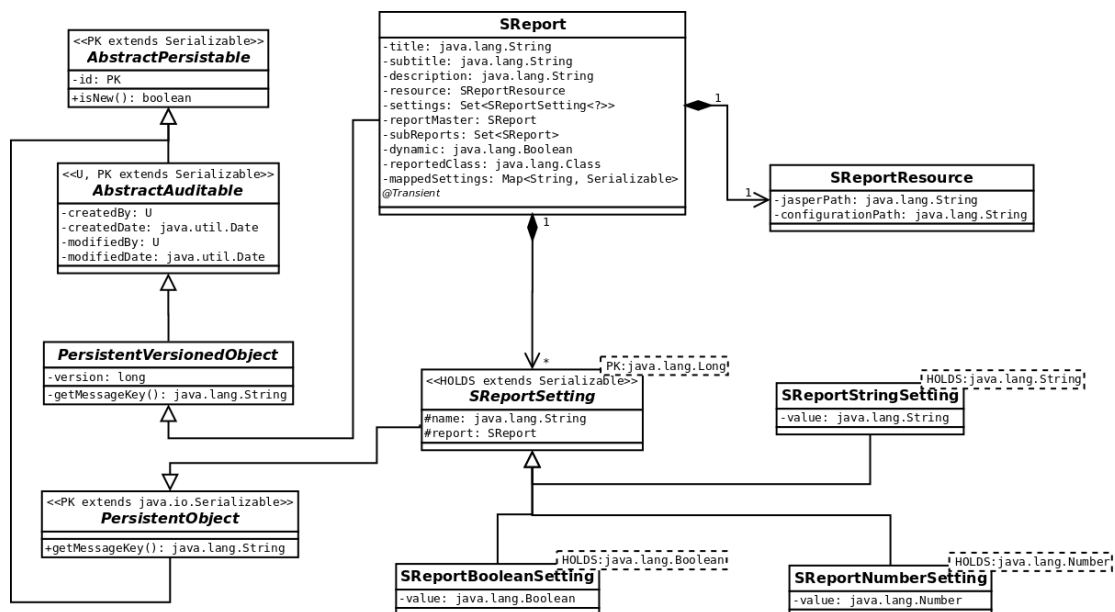 <<PK extends Serializable>>
AbstractPersistable
-id: PK
+isNew(): boolean
<<U, PK extends Serializable>>
AbstractAuditable
-createdBy: U
-createdDate: java.util.Date
-modifiedBy: U
-modifiedDate: java.util.Date
PersistentVersionedObject
-version: long
-getMessageKey(): java.lang.String
<<PK extends java.io.Serializable>>
PersistentObject
+getMessageKey(): java.lang.String
SReport
-title: java.lang.String
-subtitle: java.lang.String
-description: java.lang.String
-resource: SReportResource
-settings: Set<SReportSetting<?>>
-reportMaster: SReport
-subReports: Set<SReport>
-dynamic: java.lang.Boolean
-reportedClass: java.lang.Class
-mappedSettings: Map<String, Serializable>
@Transient
1
1
SReportResource
-jasperPath: java.lang.String
-configurationPath: java.lang.String
1
*
PK:java.lang.Long
<<HOLDS extends Serializable>>
SReportSetting
#name: java.lang.String
#report: SReport
HOLDS:java.lang.String
SReportStringSetting
-value: java.lang.String
HOLDS:java.lang.Boolean
SReportBooleanSetting
-value: java.lang.Boolean
HOLDS:java.lang.Number
SReportNumberSetting
-value: java.lang.Number